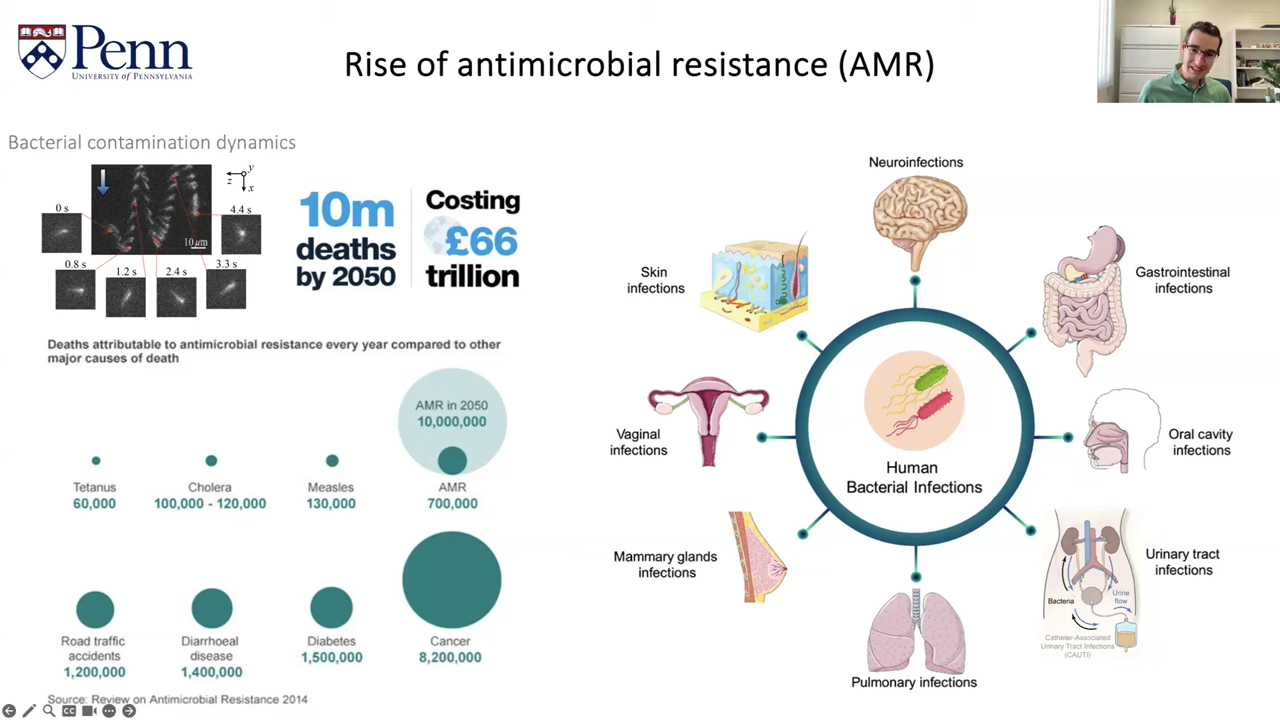 Penn
UNIVERSITY of PENNSYLVANIA
Rise of antimicrobial resistance (AMR)
Bacterial contamination dynamics
y
z
x
0 s
4.4 s
10 μm
0.8 s
1.2 s
2.4 s
3.3 s
10m
deaths
by 2050
Costing
£66
trillion
Deaths attributable to antimicrobial resistance every year compared to other
major causes of death
AMR in 2050
10,000,000
Tetanus
60,000
Cholera
100,000 - 120,000
Measles
130,000
AMR
700,000
Road traffic
accidents
1,200,000
Diarrhoeal
disease
1,400,000
Diabetes
1,500,000
Cancer
8,200,000
Source: Review on Antimicrobial Resistance 2014
Neuroinfections
Skin
infections
Gastrointestinal
infections
Vaginal
infections
Oral cavity
infections
Human
Bacterial Infections
Mammary glands
infections
Urinary tract
infections
Bacteria
Urine
flow
Catheter-Associated
Urinary Tract Infections
(CAUTI)
Pulmonary infections